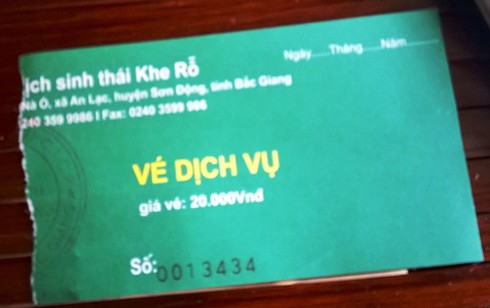 ịch sinh thái Khe Rỗ
Ngày......Tháng......Năm............
Nà Ó, xã An Lạc, huyện Sơn Động, tỉnh Bắc Giang
240 359 9986 I Fax: 0240 3599 986
VÉ DỊCH VỤ
giá vé: 20.000Vnđ
Số: 0013434